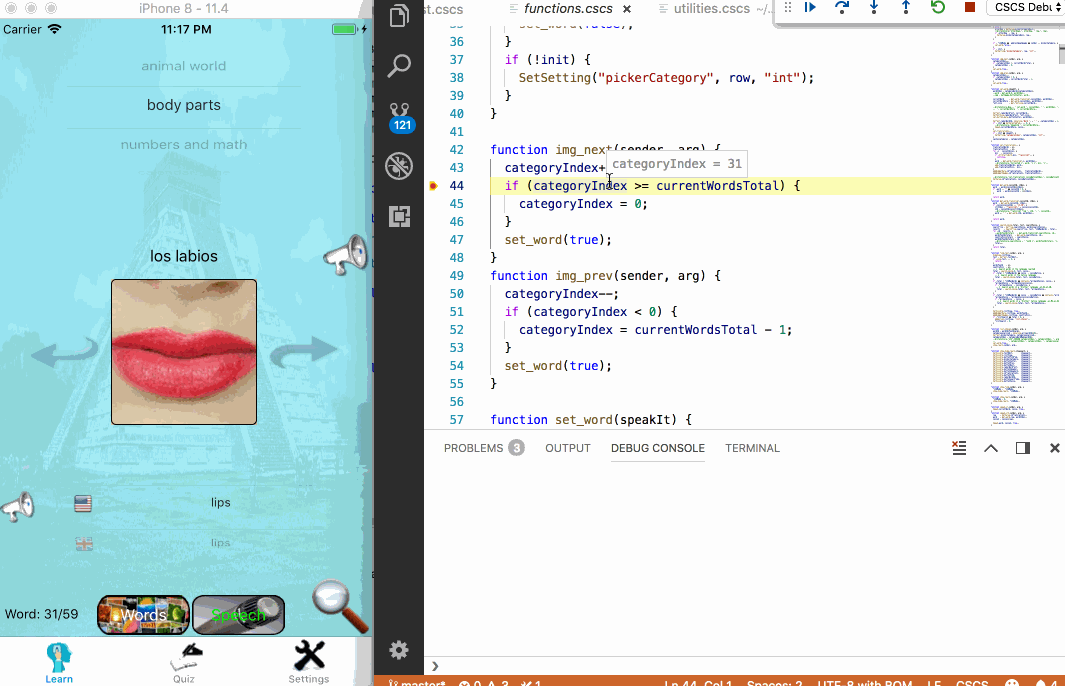 iPhone 8 - 11.4
Carrier
11:17 PM
animal world
body parts
numbers and math
los labios
lips
lips
Word: 31/59
Words
Speech
Learn
Quiz
Settings
121
st.cscs
functions.cscs
utilities.cscs ~/...
CSCS Debu
35 set_word(false);
36 }
37 if (!init) {
38 SetSetting("pickerCategory", row, "int");
39 }
40 }
41
42 function img_next(sender, arg) {
categoryIndex = 31
43 categoryIndex+
44 if (categoryIndex >= currentWordsTotal) {
45 categoryIndex = 0;
46 }
47 set_word(true);
48 }
49 function img_prev(sender, arg) {
50 categoryIndex--;
51 if (categoryIndex < 0) {
52 categoryIndex = currentWordsTotal - 1;
53 }
54 set_word(true);
55 }
56
57 function set_word(speakIt) {
PROBLEMS 3 OUTPUT DEBUG CONSOLE TERMINAL
master* 0 3 1 Ln 44, Col 1 Spaces: 2 UTF-8 with BOM LF CSCS 4